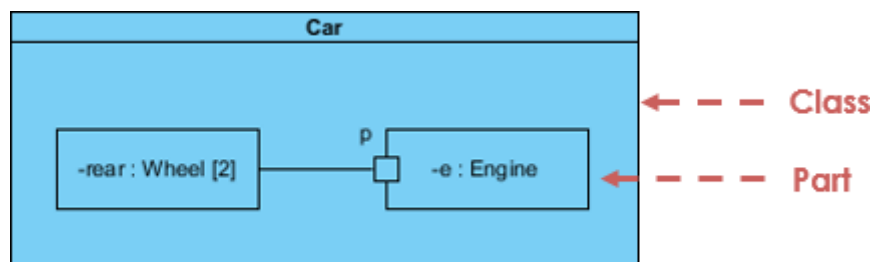 Car
Class
p
-rear : Wheel [2]
-e : Engine
Part